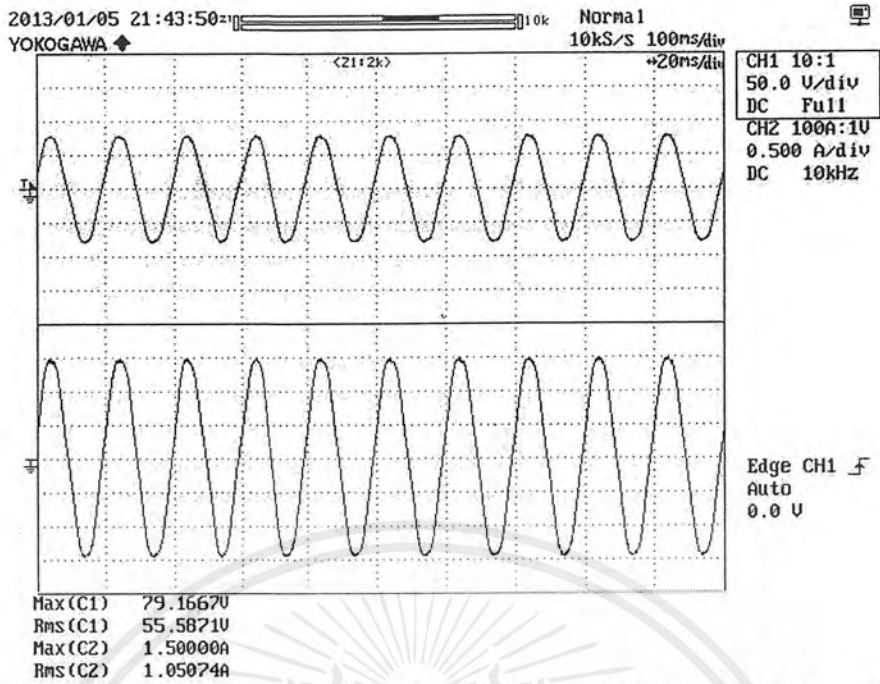 2013/01/05 21:43:50
Normal
YOKOGAWA
10kS/s 100ms/div
<Z1:2k>
↔20ms/div
CH1 10:1
50.0 V/div
DC Full
CH2 100A:1V
0.500 A/div
DC 10kHz
Edge CH1
Auto
0.0 V
Max(C1) 79.1667V
Rms(C1) 55.5871V
Max(C2) 1.50000A
Rms(C2) 1.05074A